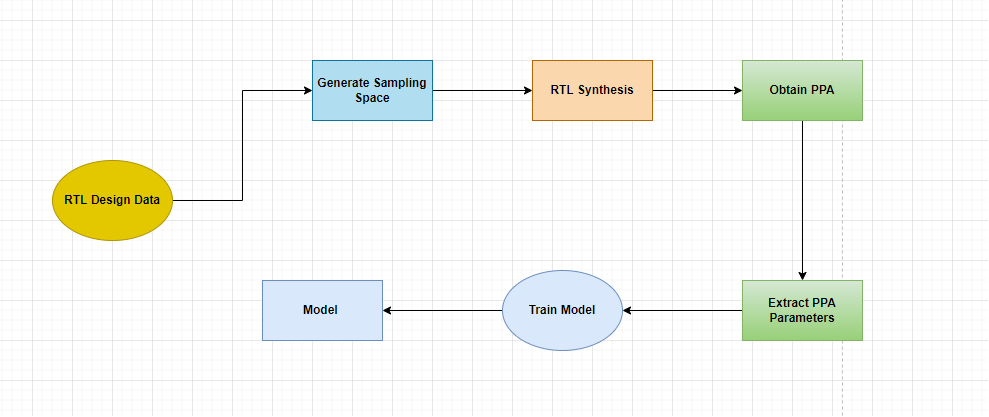 Generate Sampling
Space
RTL Synthesis
Obtain PPA
RTL Design Data
Model
Train Model
Extract PPA
Parameters